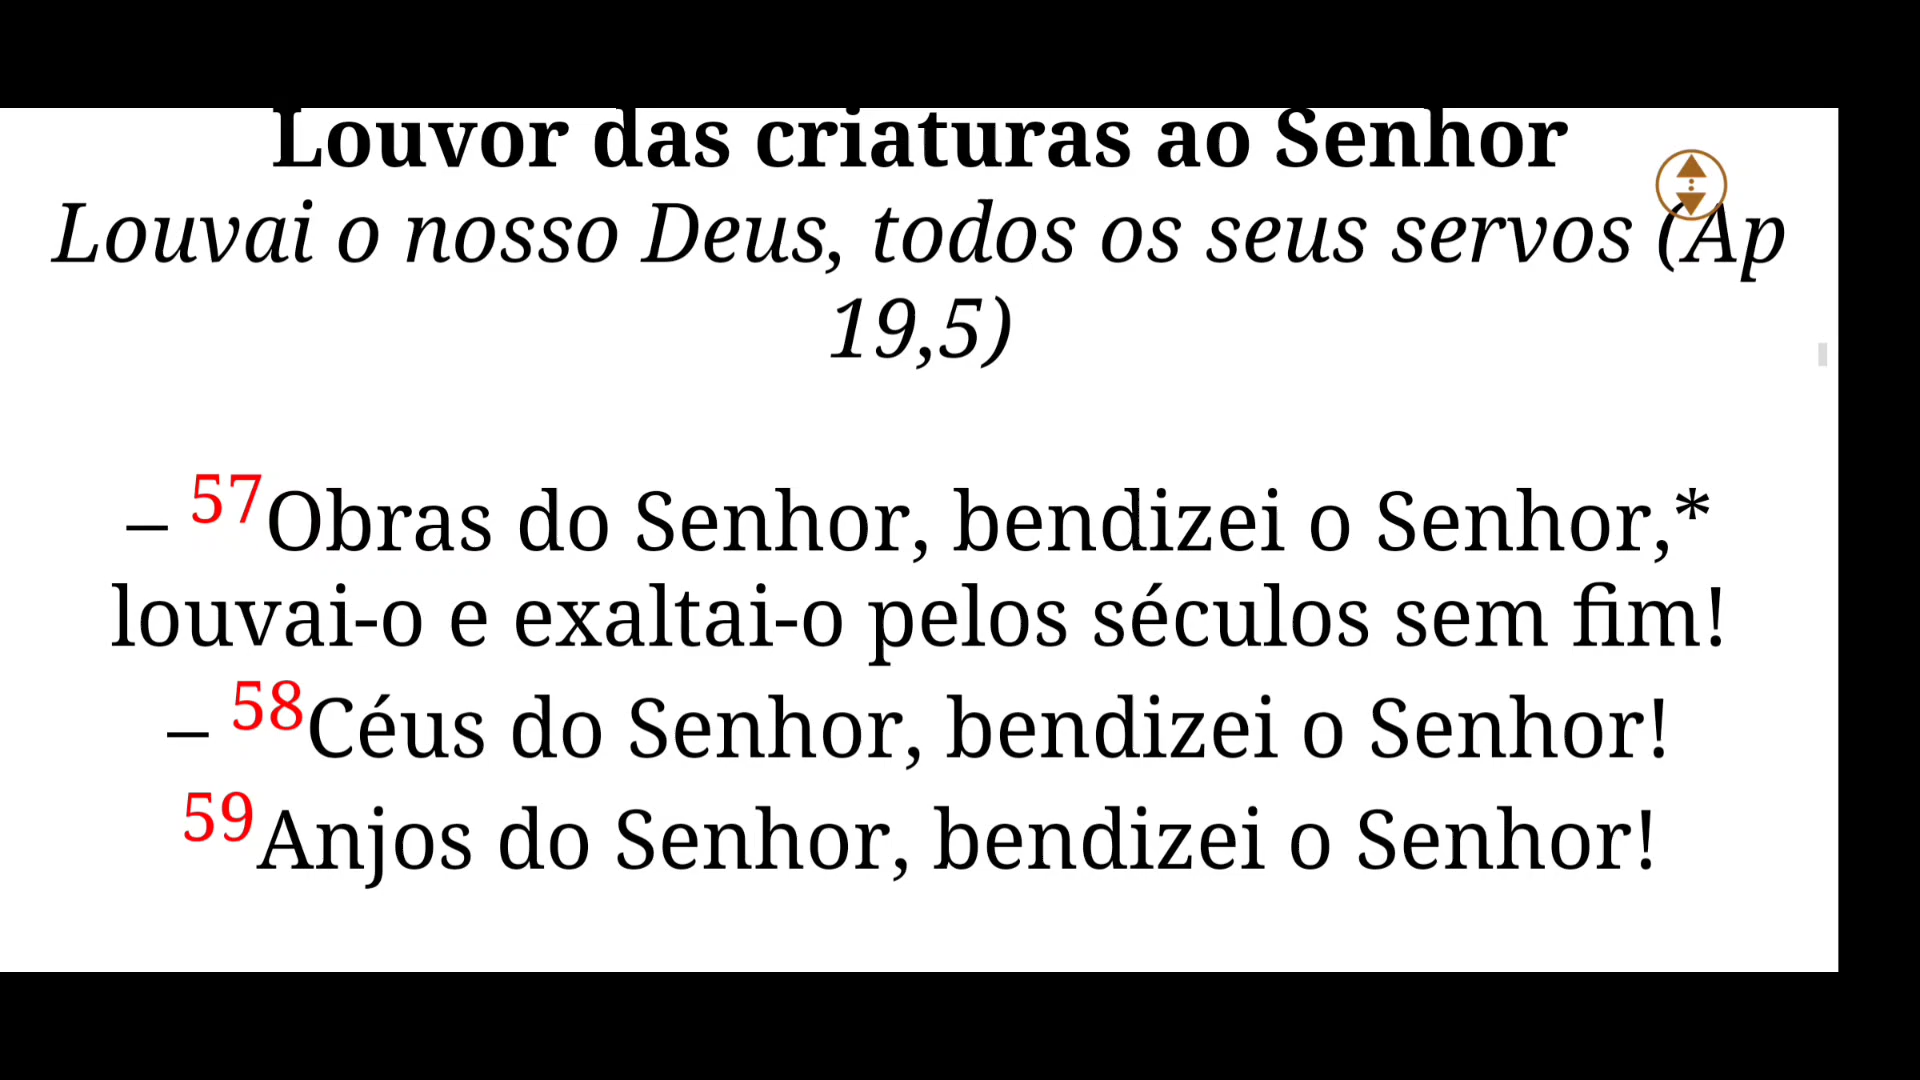 Louvor das criaturas ao Senhor
Louvai o nosso Deus, todos os seus servos (Ap
19,5)
– 57Obras do Senhor, bendizei o Senhor,*
louvai-o e exaltai-o pelos séculos sem fim!
– 58Céus do Senhor, bendizei o Senhor!
59Anjos do Senhor, bendizei o Senhor!